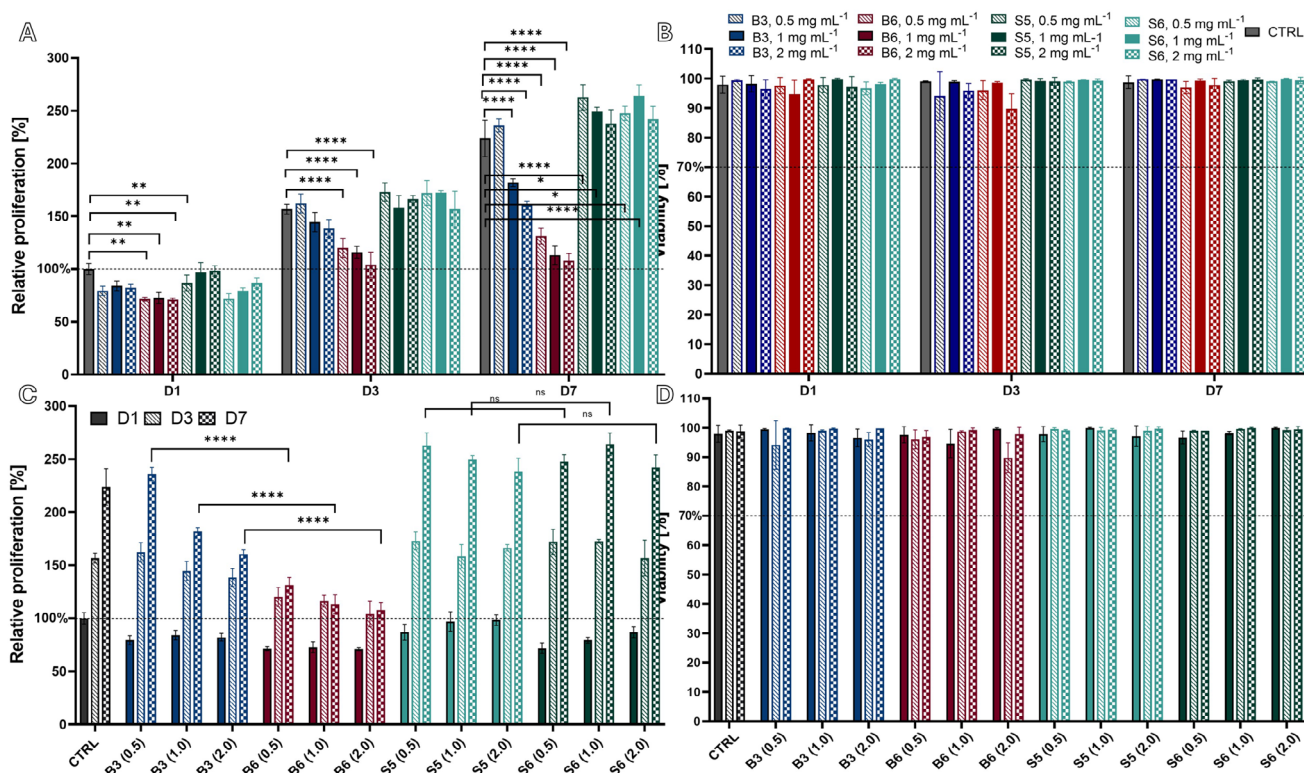 A
Relative proliferation [%]
300
250
200
150
100%
50
0
**
**
**
**
****
****
****
****
****
****
****
****
****
****
*
*
****
D1
D3
D7
B
B3, 0.5 mg mL-1
B3, 1 mg mL-1
B3, 2 mg mL-1
B6, 0.5 mg mL-1
B6, 1 mg mL-1
B6, 2 mg mL-1
S5, 0.5 mg mL-1
S5, 1 mg mL-1
S5, 2 mg mL-1
S6, 0.5 mg mL-1
S6, 1 mg mL-1
S6, 2 mg mL-1
CTRL
Viability [%]
100
90
80
70%
60
50
40
30
20
10
0
D1
D3
D7
C
D1
D3
D7
Relative proliferation [%]
300
250
200
150
100%
50
0
****
****
****
ns
ns
ns
CTRL
B3 (0.5)
B3 (1.0)
B3 (2.0)
B6 (0.5)
B6 (1.0)
B6 (2.0)
S5 (0.5)
S5 (1.0)
S5 (2.0)
S6 (0.5)
S6 (1.0)
S6 (2.0)
D
Viability [%]
110
100
90
80
70%
60
50
40
30
20
10
0
CTRL
B3 (0.5)
B3 (1.0)
B3 (2.0)
B6 (0.5)
B6 (1.0)
B6 (2.0)
S5 (0.5)
S5 (1.0)
S5 (2.0)
S6 (0.5)
S6 (1.0)
S6 (2.0)